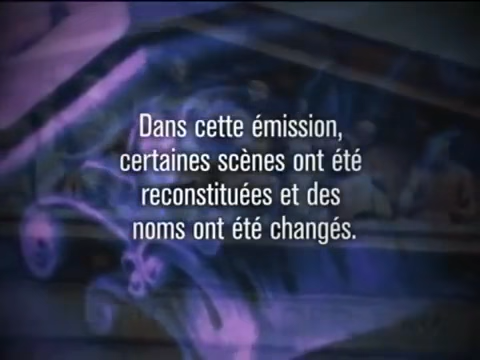 Dans cette émission,
certaines scènes ont été
reconstituées et des
noms ont été changés.